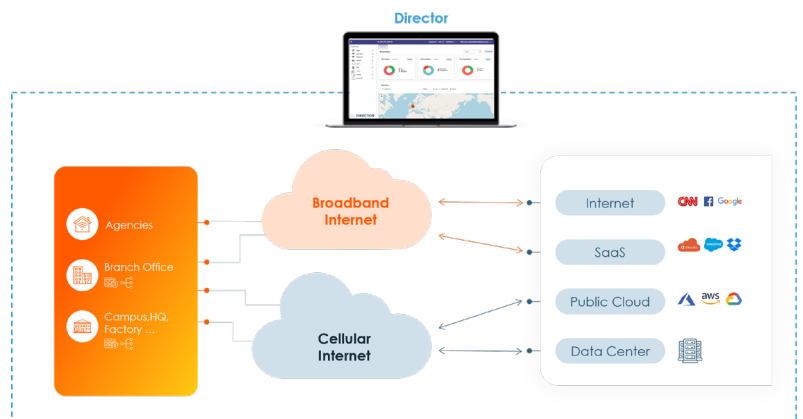 Director
DIRECTOR
Broadband
Internet
Agencies
Branch Office
Campus,HQ,
Factory ...
Cellular
Internet
Internet
CNN
Google
SaaS
Public Cloud
aws
Data Center